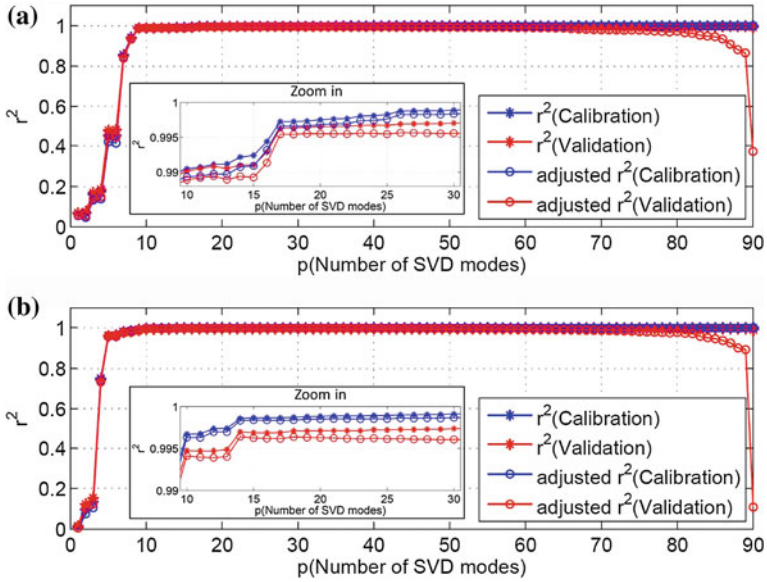 (a)
1
0.8
0.6
0.4
0.2
0
r²
0 10 20 30 40 50 60 70 80 90
p(Number of SVD modes)
Zoom in
1
0.995
0.99
r²
10 15 20 25 30
p(Number of SVD modes)
r²(Calibration)
r²(Validation)
adjusted r²(Calibration)
adjusted r²(Validation)
(b)
1
0.8
0.6
0.4
0.2
0
r²
0 10 20 30 40 50 60 70 80 90
p(Number of SVD modes)
Zoom in
1
0.995
0.99
r²
10 15 20 25 30
p(Number of SVD modes)
r²(Calibration)
r²(Validation)
adjusted r²(Calibration)
adjusted r²(Validation)